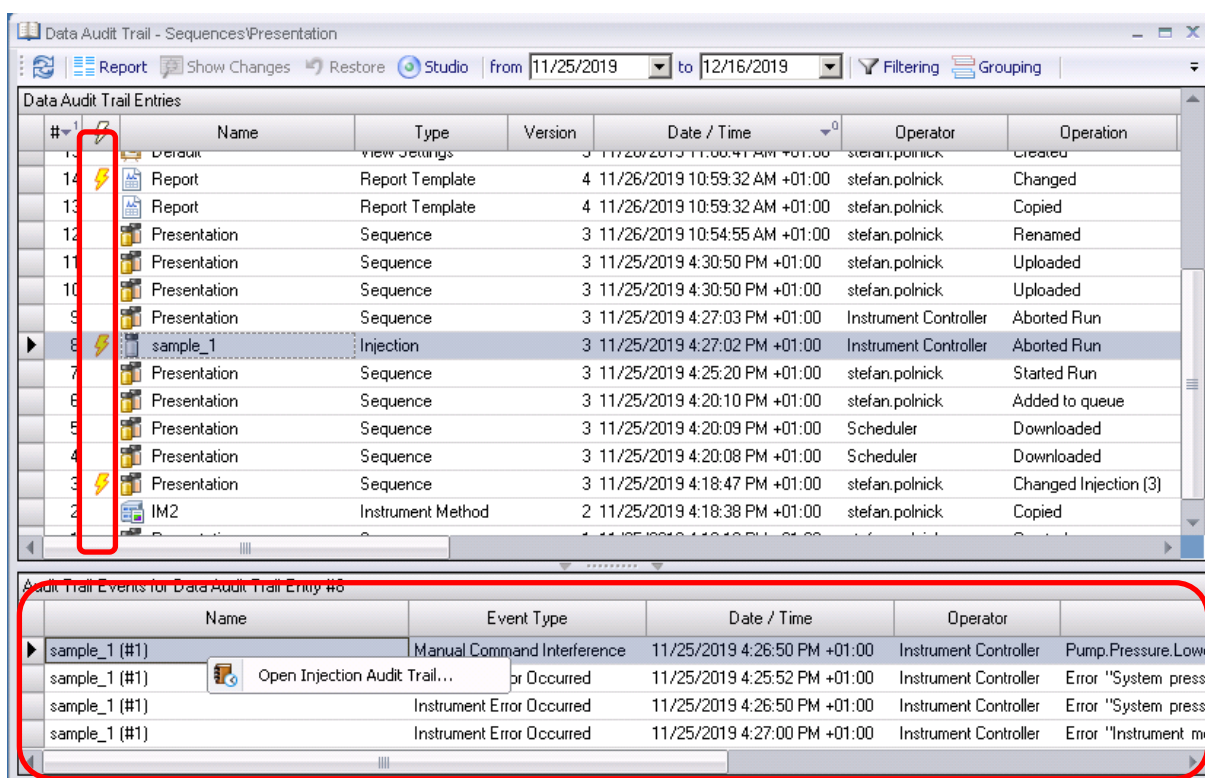 Data Audit Trail - Sequences\Presentation
Report Show Changes Restore Studio from 11/25/2019 to 12/16/2019 Filtering Grouping
Data Audit Trail Entries
# 1 Name Type Version Date / Time 0 Operator Operation
Default View Settings stefan.polnick Created
14 Report Report Template 4 11/26/2019 10:59:32 AM +01:00 stefan.polnick Changed
13 Report Report Template 4 11/26/2019 10:59:32 AM +01:00 stefan.polnick Copied
12 Presentation Sequence 3 11/26/2019 10:54:55 AM +01:00 stefan.polnick Renamed
11 Presentation Sequence 3 11/25/2019 4:30:50 PM +01:00 stefan.polnick Uploaded
10 Presentation Sequence 3 11/25/2019 4:30:50 PM +01:00 stefan.polnick Uploaded
9 Presentation Sequence 3 11/25/2019 4:27:03 PM +01:00 Instrument Controller Aborted Run
8 sample_1 Injection 3 11/25/2019 4:27:02 PM +01:00 Instrument Controller Aborted Run
7 Presentation Sequence 3 11/25/2019 4:25:20 PM +01:00 stefan.polnick Started Run
6 Presentation Sequence 3 11/25/2019 4:20:10 PM +01:00 stefan.polnick Added to queue
5 Presentation Sequence 3 11/25/2019 4:20:09 PM +01:00 Scheduler Downloaded
4 Presentation Sequence 3 11/25/2019 4:20:08 PM +01:00 Scheduler Downloaded
3 Presentation Sequence 3 11/25/2019 4:18:47 PM +01:00 stefan.polnick Changed Injection (3)
2 IM2 Instrument Method 2 11/25/2019 4:18:38 PM +01:00 stefan.polnick Copied
Audit Trail Events for Data Audit Trail Entry #8
Name Event Type Date / Time Operator
sample_1 (#1) Manual Command Interference 11/25/2019 4:26:50 PM +01:00 Instrument Controller Pump.Pressure.Lowe
sample_1 (#1) Open Injection Audit Trail... or Occurred 11/25/2019 4:25:52 PM +01:00 Instrument Controller Error "System press
sample_1 (#1) Instrument Error Occurred 11/25/2019 4:26:50 PM +01:00 Instrument Controller Error "System press
sample_1 (#1) Instrument Error Occurred 11/25/2019 4:27:00 PM +01:00 Instrument Controller Error "Instrument m